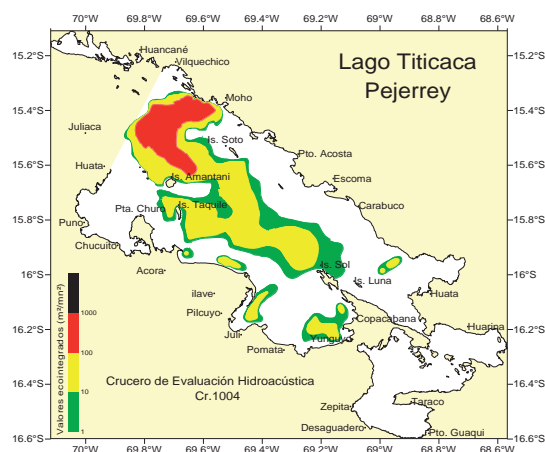 70°W 69.8°W 69.6°W 69.4°W 69.2°W 69°W 68.8°W 68.6°W
Lago Titicaca
Pejerrey
15.2°S 15.2°S
15.4°S 15.4°S
15.6°S 15.6°S
15.8°S 15.8°S
16°S 16°S
16.2°S 16.2°S
16.4°S 16.4°S
16.6°S 16.6°S
Huancané
Vilquechico
Moho
Juliaca
Is. Soto
Pto. Acosta
Huata
Is. Amantani
Escoma
Pta. Churo
Is. Taquile
Carabuco
Puno
Chucuito
Acora
Is. Sol
Is. Luna
ilave
Huata
Pilcuyo
Copacabana
Juli
Yunguyo
Huarina
Pomata
Taraco
Zepita
Desaguadero
Pto. Guaqui
Valores ecointegrados (m²/mn²)
1000
100
10
1
Crucero de Evaluación Hidroacústica
Cr.1004
70°W 69.8°W 69.6°W 69.4°W 69.2°W 69°W 68.8°W 68.6°W